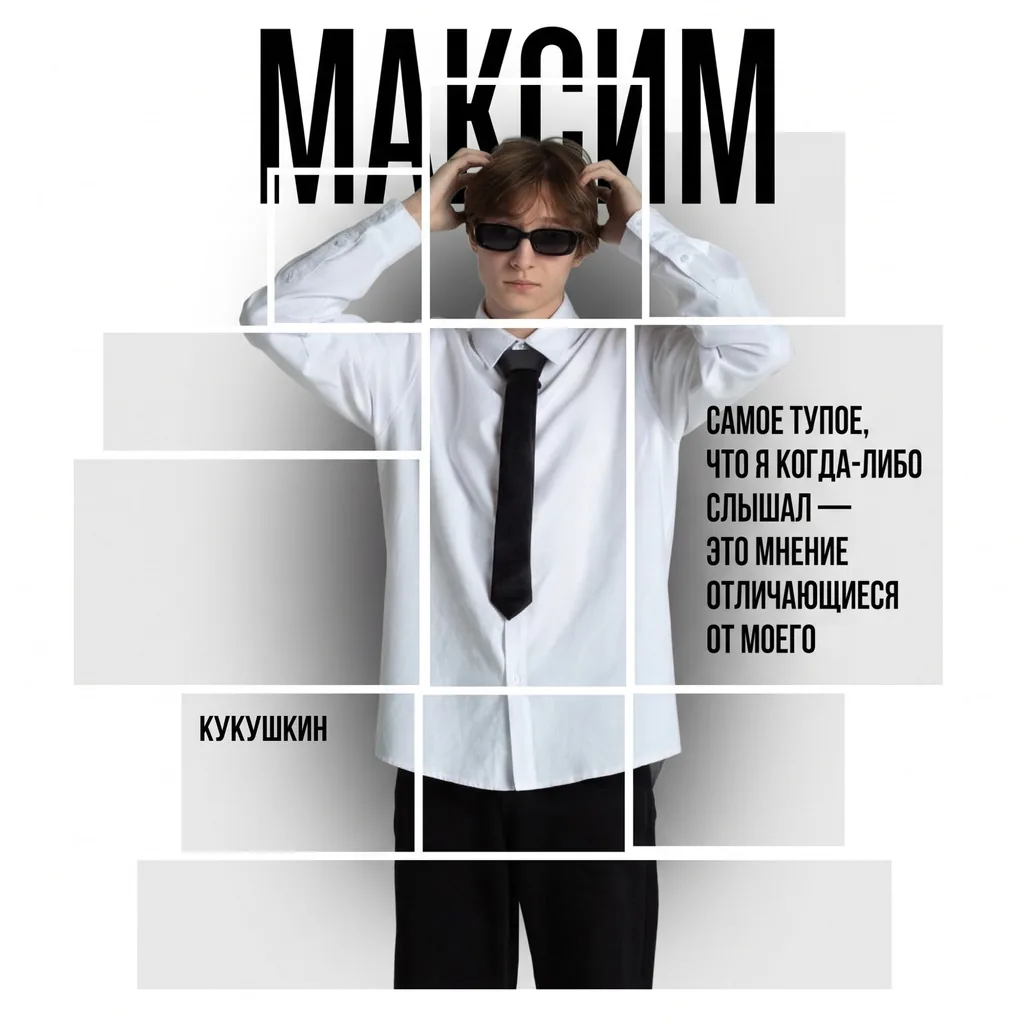 МАКСИМ
САМОЕ ТУПОЕ,
ЧТО Я КОГДА-ЛИБО
СЛЫШАЛ —
ЭТО МНЕНИЕ
ОТЛИЧАЮЩИЕСЯ
ОТ МОЕГО
КУКУШКИН